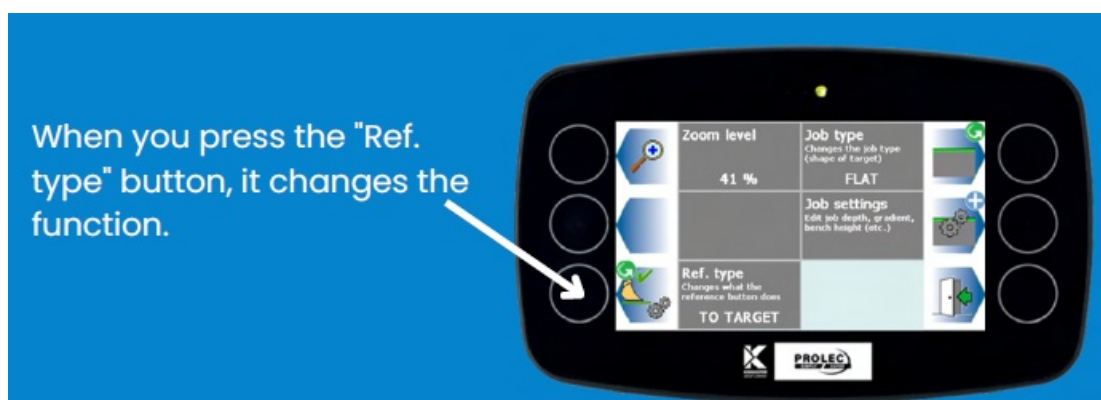 When you press the "Ref.
type" button, it changes the
function.
Zoom level
41 %
Job type
Changes the job type
(shape of target)
FLAT
Job settings
Edit job depth, gradient,
bench height (etc.)
Ref. type
Changes what the
reference button does
TO TARGET
K
PROLEC